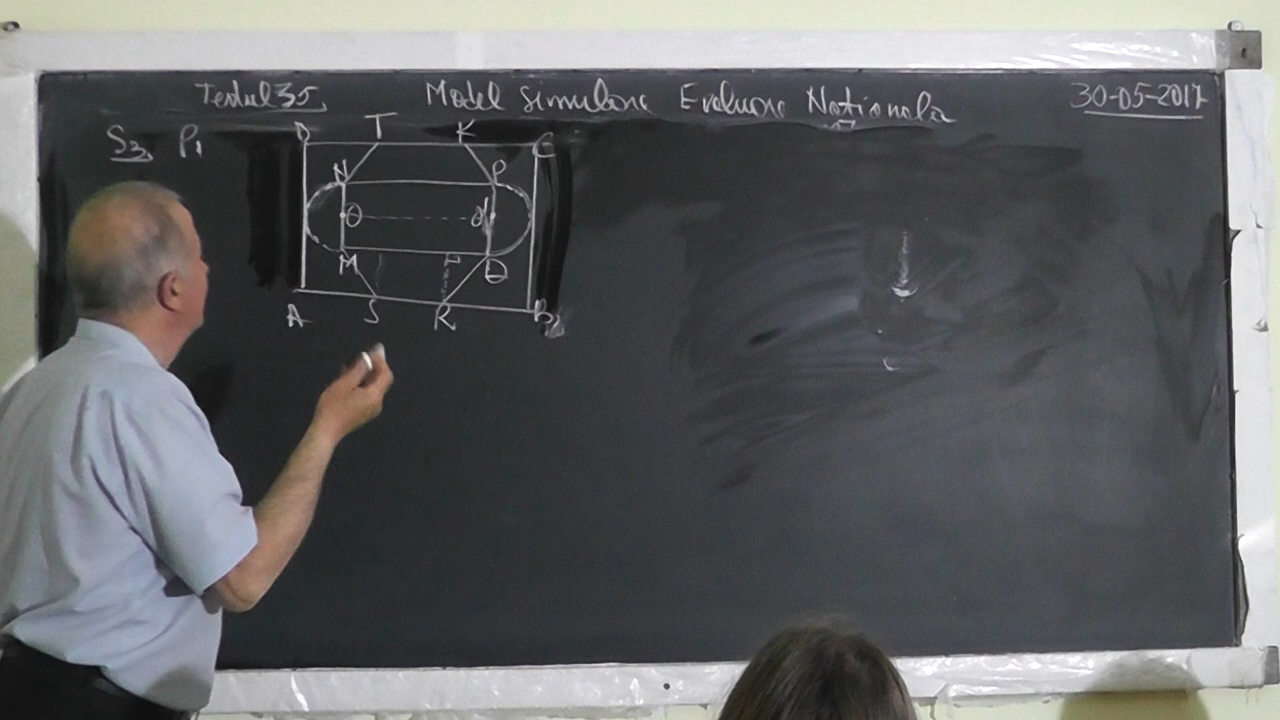 Testul 35, Model Simulare Evaluare Nationala 30-05-2017
S3, P1
D T K C
N P
O O'
M Q
A S R B